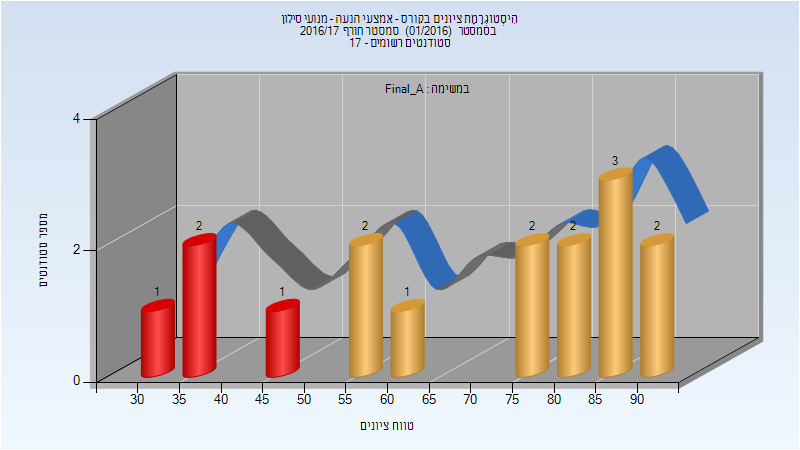 היסטוגרמת ציונים בקורס - אמצעי הנעה - מנועי סילון
בסמסטר (01/2016) סמסטר חורף 2016/17
סטודנטים רשומים - 17
במשימה : Final_A
מספר סטודנטים
4
2
0
1
2
1
2
1
2
2
3
2
30 35 40 45 50 55 60 65 70 75 80 85 90
טווח ציונים